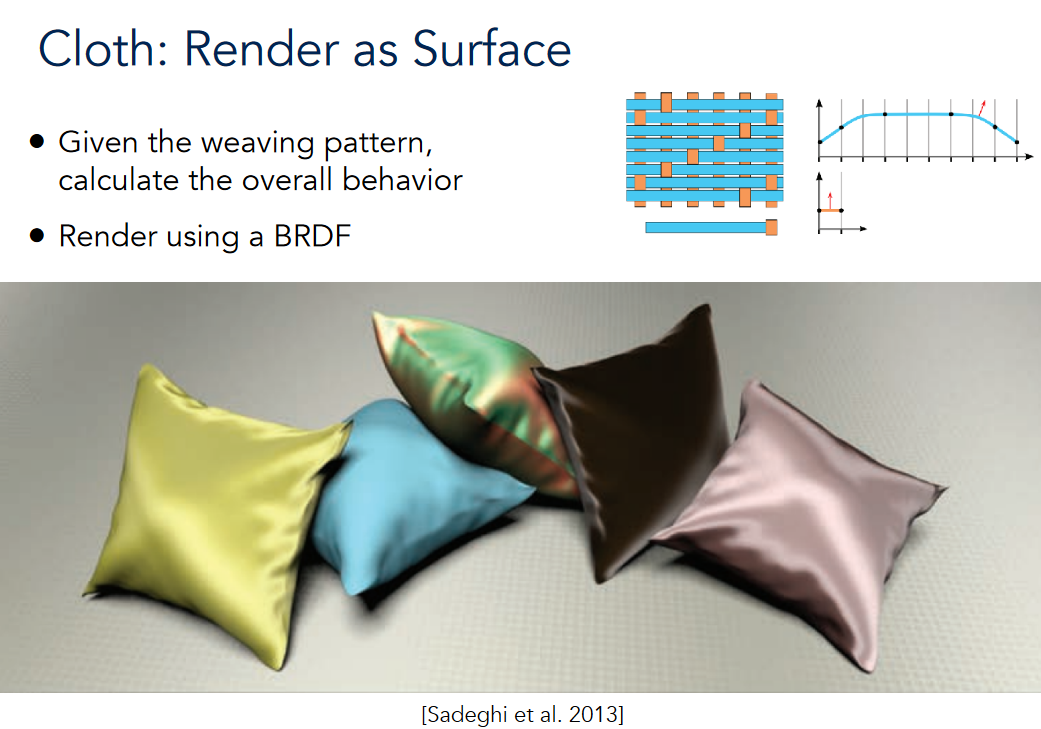 Cloth: Render as Surface
• Given the weaving pattern,
calculate the overall behavior
• Render using a BRDF
[Sadeghi et al. 2013]